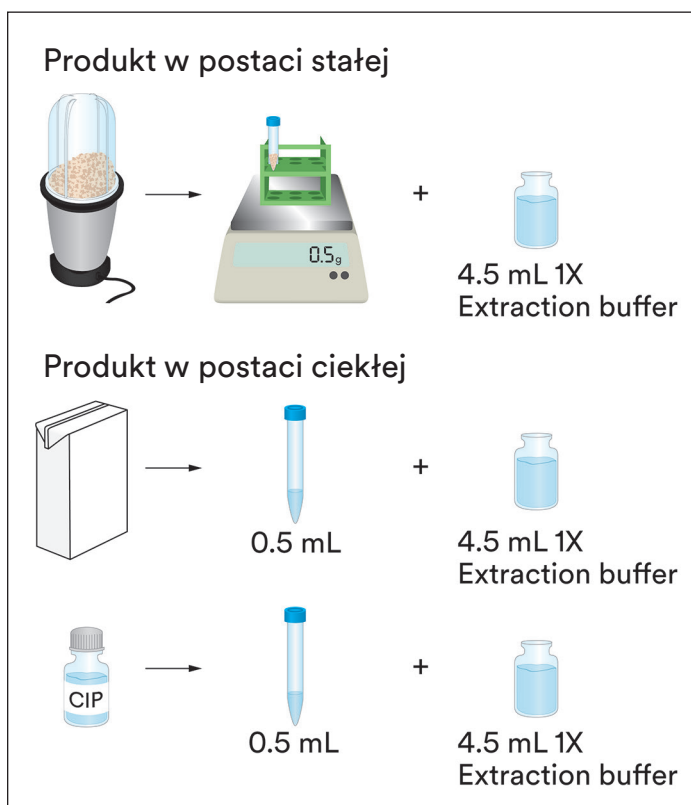 Produkt w postaci stałej
0.5g
+
4.5 mL 1X
Extraction buffer
Produkt w postaci ciekłej
+
0.5 mL
4.5 mL 1X
Extraction buffer
CIP
+
0.5 mL
4.5 mL 1X
Extraction buffer